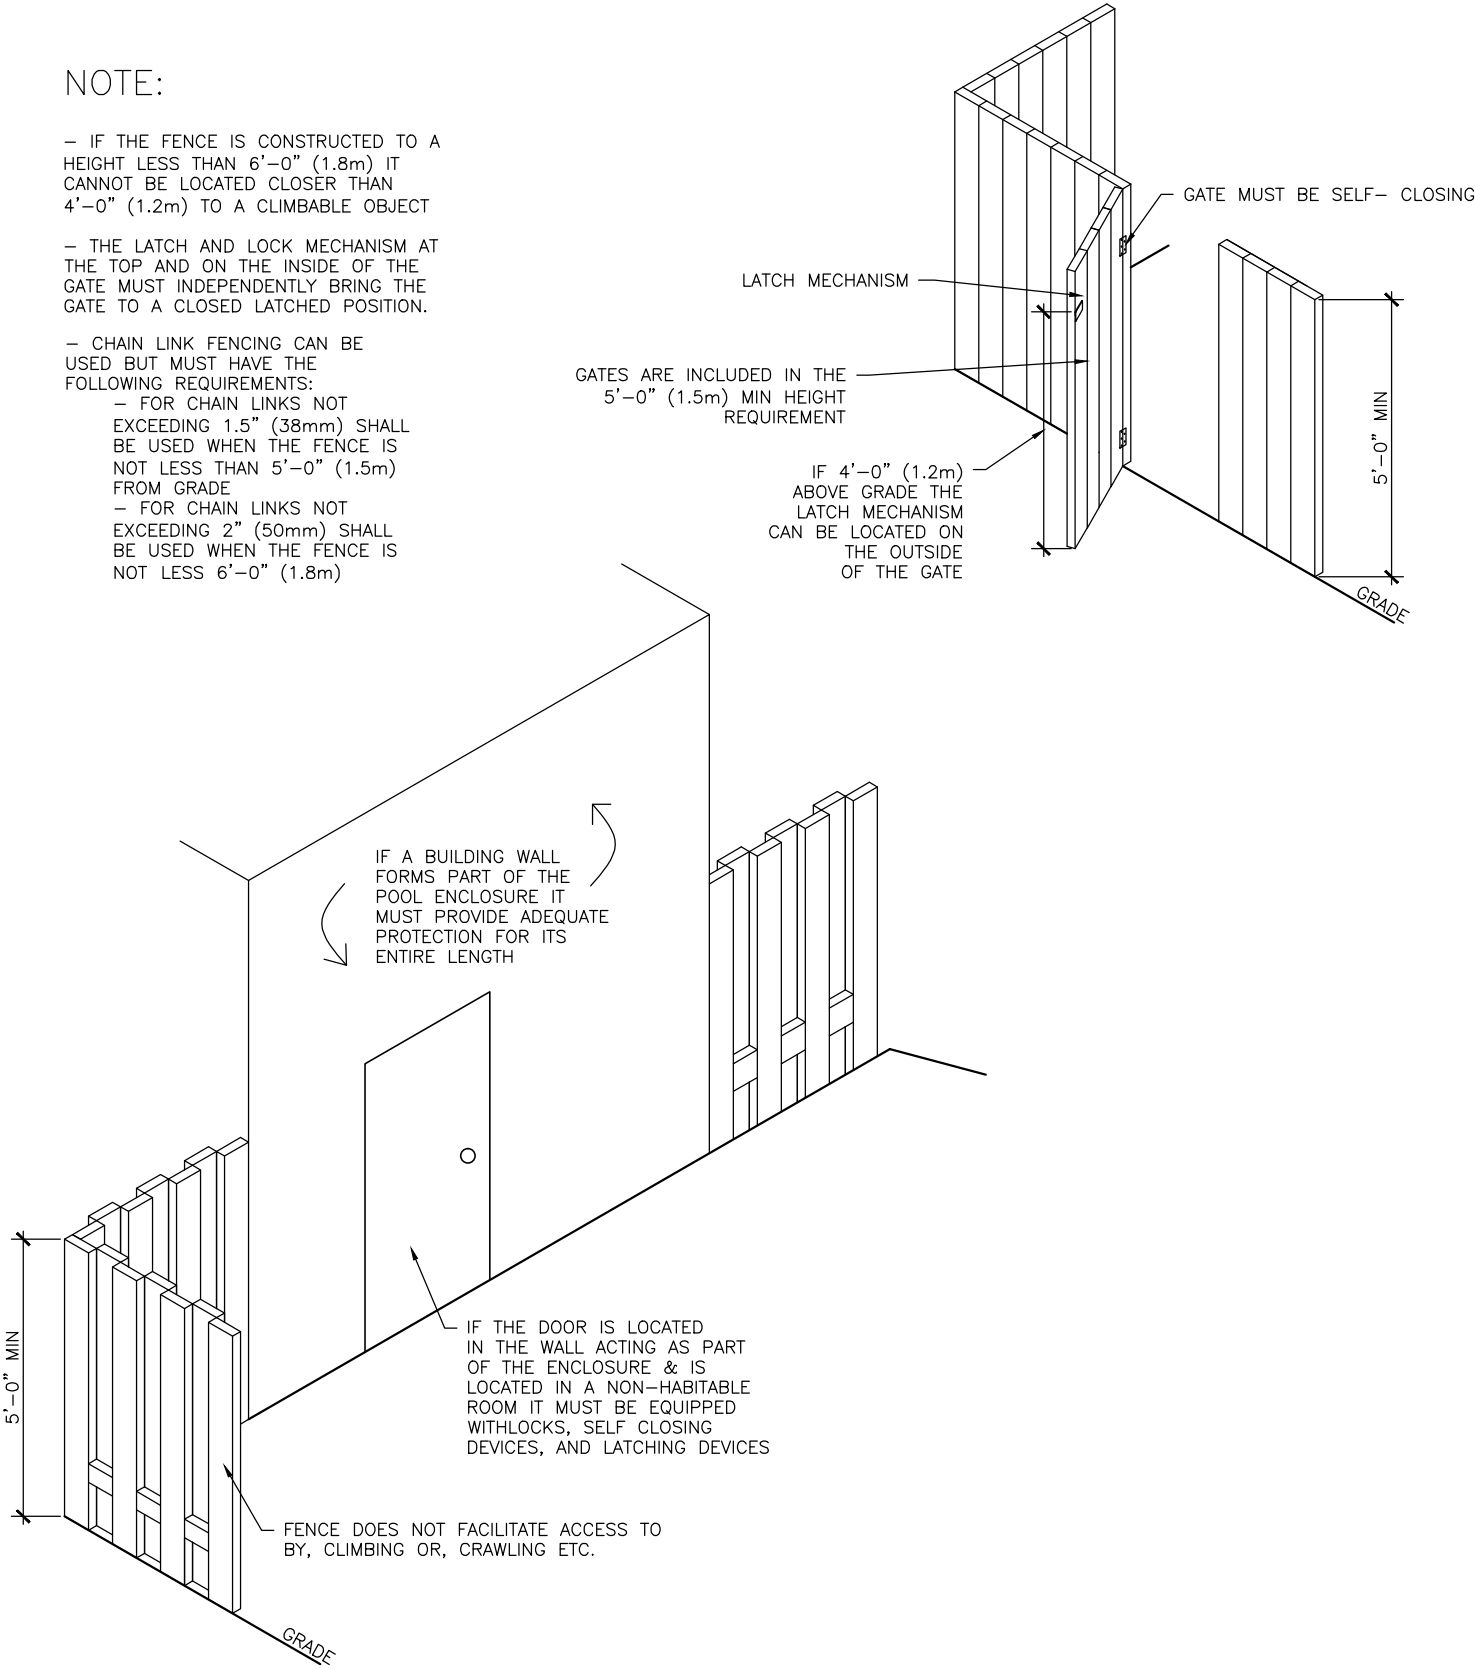 NOTE:
– IF THE FENCE IS CONSTRUCTED TO A
HEIGHT LESS THAN 6'–0" (1.8m) IT
CANNOT BE LOCATED CLOSER THAN
4'–0" (1.2m) TO A CLIMBABLE OBJECT
– THE LATCH AND LOCK MECHANISM AT
THE TOP AND ON THE INSIDE OF THE
GATE MUST INDEPENDENTLY BRING THE
GATE TO A CLOSED LATCHED POSITION.
– CHAIN LINK FENCING CAN BE
USED BUT MUST HAVE THE
FOLLOWING REQUIREMENTS:
– FOR CHAIN LINKS NOT
EXCEEDING 1.5" (38mm) SHALL
BE USED WHEN THE FENCE IS
NOT LESS THAN 5'–0" (1.5m)
FROM GRADE
– FOR CHAIN LINKS NOT
EXCEEDING 2" (50mm) SHALL
BE USED WHEN THE FENCE IS
NOT LESS 6'–0" (1.8m)
GATE MUST BE SELF– CLOSING
LATCH MECHANISM
GATES ARE INCLUDED IN THE
5'–0" (1.5m) MIN HEIGHT
REQUIREMENT
IF 4'–0" (1.2m)
ABOVE GRADE THE
LATCH MECHANISM
CAN BE LOCATED ON
THE OUTSIDE
OF THE GATE
5'–0" MIN
GRADE
IF A BUILDING WALL
FORMS PART OF THE
POOL ENCLOSURE IT
MUST PROVIDE ADEQUATE
PROTECTION FOR ITS
ENTIRE LENGTH
IF THE DOOR IS LOCATED
IN THE WALL ACTING AS PART
OF THE ENCLOSURE & IS
LOCATED IN A NON–HABITABLE
ROOM IT MUST BE EQUIPPED
WITHLOCKS, SELF CLOSING
DEVICES, AND LATCHING DEVICES
5'–0" MIN
FENCE DOES NOT FACILITATE ACCESS TO
BY, CLIMBING OR, CRAWLING ETC.
GRADE